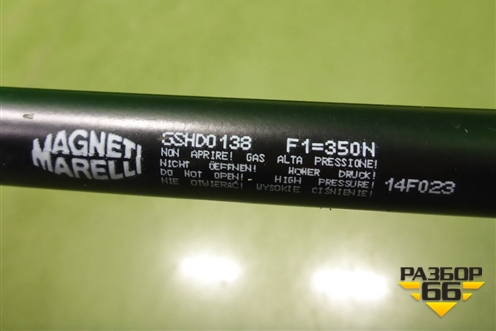 MAGNETI
MARELLI
GSHD0138 F1=350N
NON APRIRE! GAS ALTA PRESSIONE!
NICHT ÖFFNEN! HOHER DRUCK!
DO NOT OPEN!- HIGH PRESSURE!
NIE OTWIERAĆ! WYSOKIE CIŚNIENIE!
14F023
РАЗБОР
66